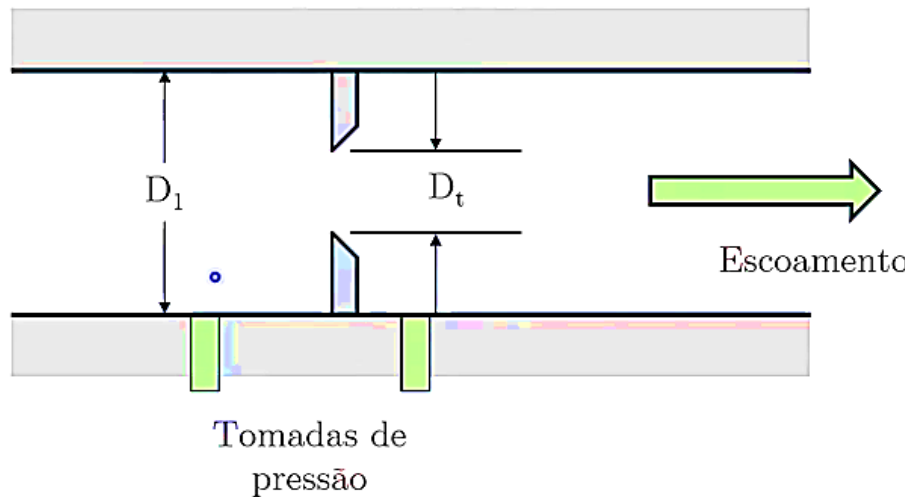 D₁
Dₜ
Escoamento
Tomadas de
pressão